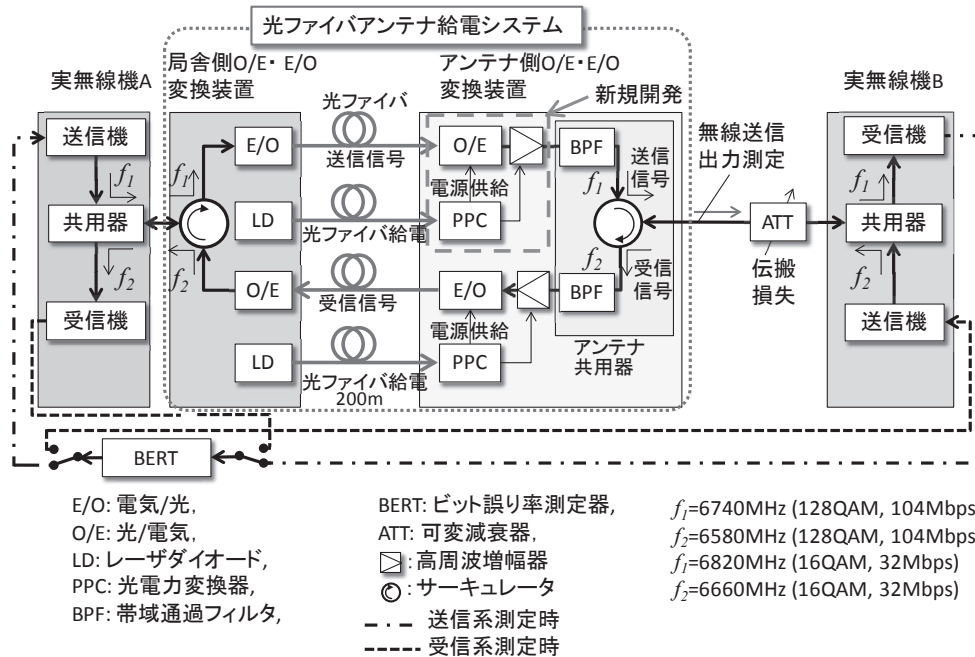 光ファイバアンテナ給電システム
実無線機A
局舎側O/E・E/O
変換装置
光ファイバ
アンテナ側O/E・E/O
変換装置
新規開発
無線送信
出力測定
実無線機B
送信機
f1
共用器
f2
受信機
f1
f2
E/O
LD
O/E
LD
送信信号
光ファイバ給電
受信信号
光ファイバ給電
200m
O/E
電源供給
PPC
E/O
電源供給
PPC
BPF
f1
送信
信号
f2
受信
信号
BPF
アンテナ
共用器
ATT
伝搬
損失
受信機
f1
共用器
f2
送信機
BERT
E/O: 電気/光,
O/E: 光/電気,
LD: レーザダイオード,
PPC: 光電力変換器,
BPF: 帯域通過フィルタ,
BERT: ビット誤り率測定器,
ATT: 可変減衰器,
: 高周波増幅器
: サーキュレータ
送信系測定時
受信系測定時
f1=6740MHz (128QAM, 104Mbps
f2=6580MHz (128QAM, 104Mbps
f1=6820MHz (16QAM, 32Mbps)
f2=6660MHz (16QAM, 32Mbps)